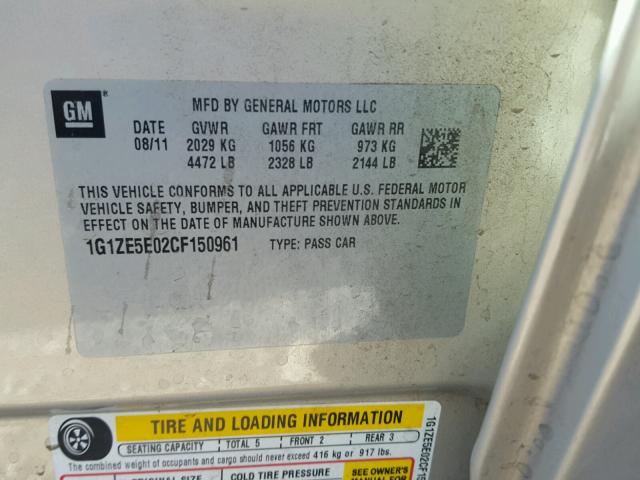 GM ®
MFD BY GENERAL MOTORS LLC
DATE GVWR GAWR FRT GAWR RR
08/11 2029 KG 1056 KG 973 KG
4472 LB 2328 LB 2144 LB
THIS VEHICLE CONFORMS TO ALL APPLICABLE U.S. FEDERAL MOTOR
VEHICLE SAFETY, BUMPER, AND THEFT PREVENTION STANDARDS IN
EFFECT ON THE DATE OF MANUFACTURE SHOWN ABOVE.
1G1ZE5E02CF150961 TYPE: PASS CAR
TIRE AND LOADING INFORMATION
SEATING CAPACITY TOTAL 5 FRONT 2 REAR 3
The combined weight of occupants and cargo should never exceed 416 kg or 917 lbs.
COLD TIRE PRESSURE
SEE OWNER'S
1G1ZE5E02CF15